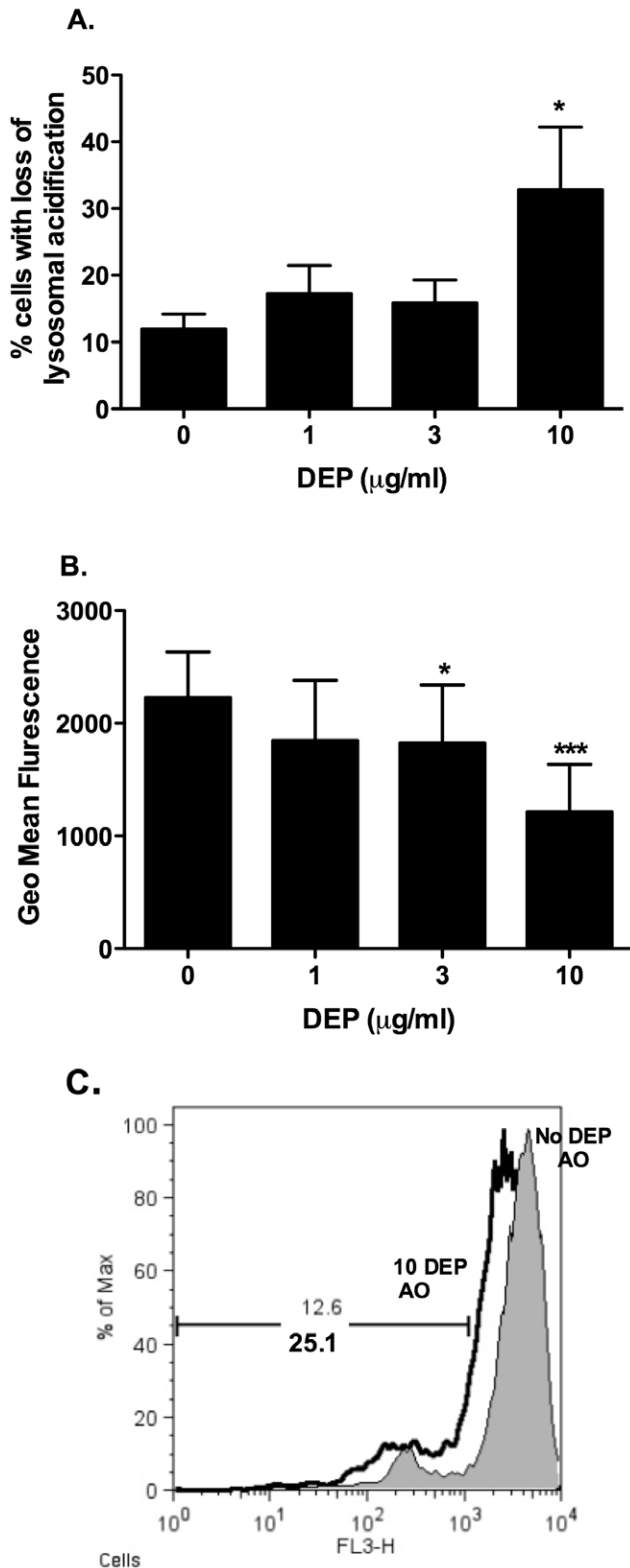 A.
% cells with loss of
lysosomal acidification
50
40
30
20
10
0
*
0 1 3 10
DEP (μg/ml)
B.
Geo Mean Flurescence
3000
2000
1000
0
*
***
0 1 3 10
DEP (μg/ml)
C.
% of Max
100
80
60
40
20
0
No DEP
AO
10 DEP
AO
12.6
25.1
10⁰ 10¹ 10² 10³ 10⁴
FL3-H
Cells